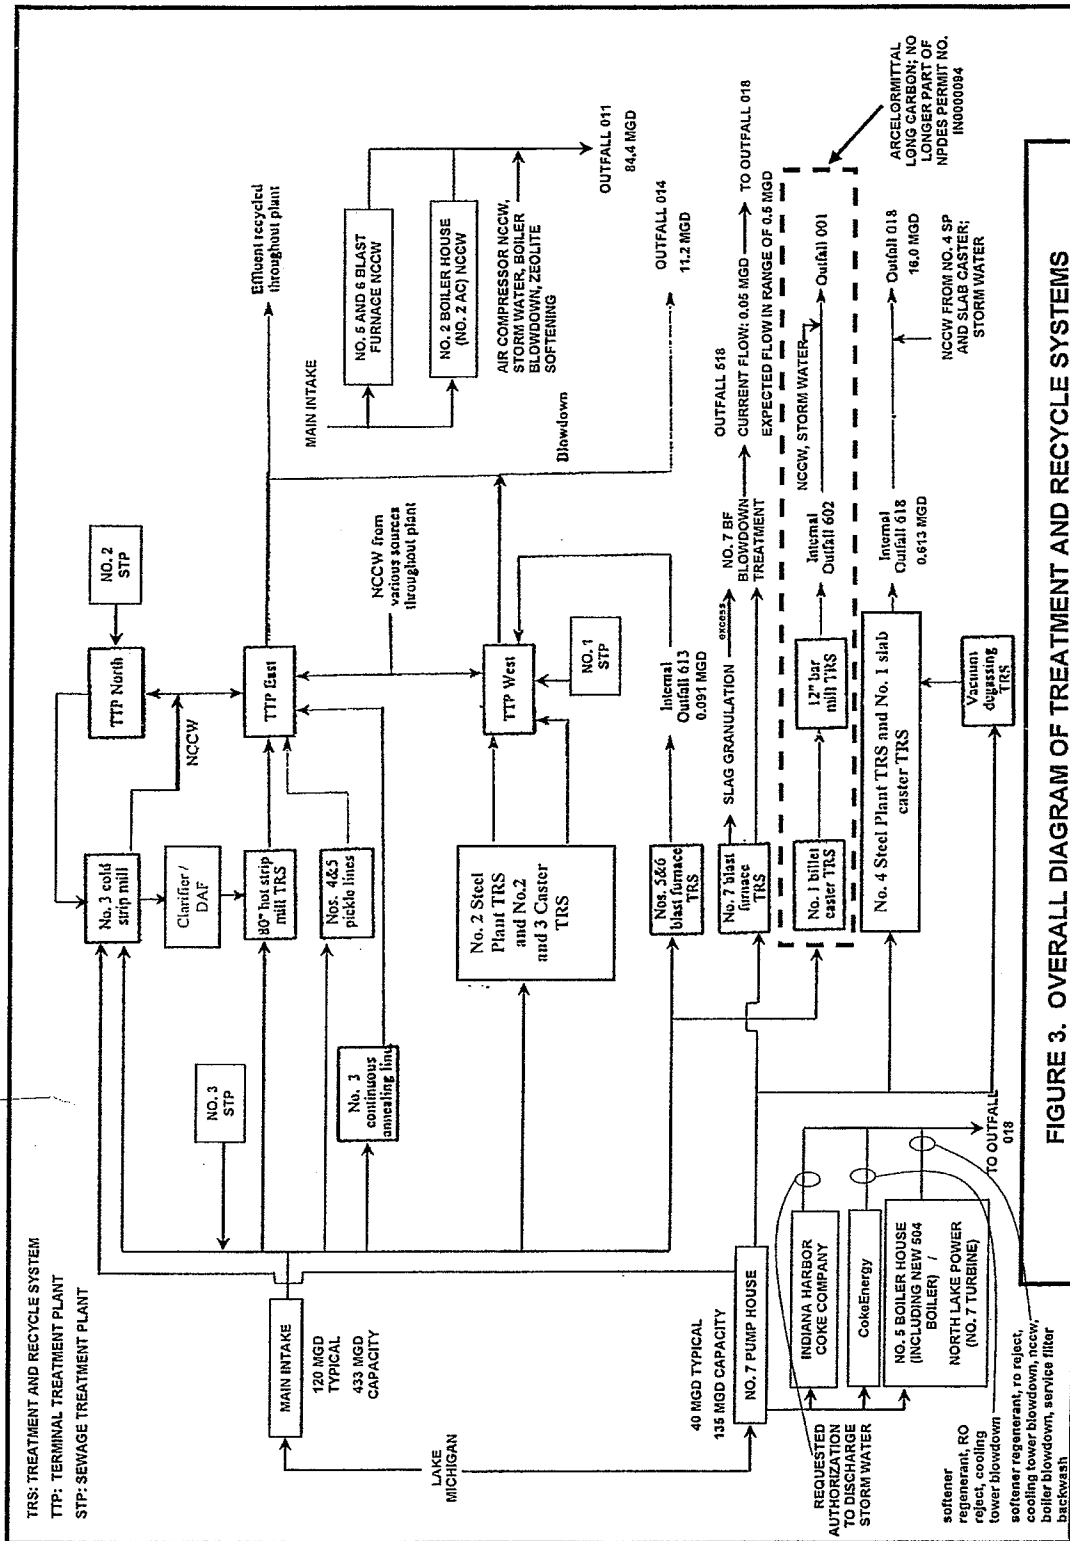 TRS: TREATMENT AND RECYCLE SYSTEM
TTP: TERMINAL TREATMENT PLANT
STP: SEWAGE TREATMENT PLANT
LAKE
MICHIGAN
MAIN INTAKE
120 MGD
TYPICAL
433 MGD
CAPACITY
40 MGD TYPICAL
135 MGD CAPACITY
NO. 7 PUMP HOUSE
REQUESTED
AUTHORIZATION
TO DISCHARGE
STORM WATER
INDIANA HARBOR
COKE COMPANY
CokeEnergy
NO. 5 BOILER HOUSE
(INCLUDING NEW 504
BOILER) /
NORTH LAKE POWER
(NO. 7 TURBINE)
softener
regenerant, RO
reject, cooling
tower blowdown
softener regenerant, ro reject,
cooling tower blowdown, nccw,
boiler blowdown, service filter
backwash
TO OUTFALL
018
NO. 3
STP
No. 3
continuous
annealing line
No. 3 cold
strip mill
Clarifier /
DAF
80" hot strip
mill TRS
Nos. 4&5
pickle lines
No. 2 Steel
Plant TRS
and No.2
and 3 Caster
TRS
Nos. 5&6
blast furnace
TRS
No. 7 blast
furnace
TRS
No. 1 billet
caster TRS
12" bar
mill TRS
No. 4 Steel Plant TRS and No. 1 slab
caster TRS
Vacuum
degassing
TRS
NO. 2
STP
TTP North
NCCW
TTP East
NCCW from
various sources
throughout plant
TTP West
NO. 1
STP
Internal
Outfall 613
0.091 MGD
SLAG GRANULATION
excess
NO. 7 BF
BLOWDOWN
TREATMENT
OUTFALL 518
CURRENT FLOW: 0.05 MGD
EXPECTED FLOW IN RANGE OF 0.5 MGD
TO OUTFALL 018
Internal
Outfall 602
NCCW, STORM WATER
Outfall 001
Internal
Outfall 618
0.613 MGD
Outfall 018
16.0 MGD
NCCW FROM NO. 4 SP
AND SLAB CASTER;
STORM WATER
ARCELORMITTAL
LONG CARBON; NO
LONGER PART OF
NPDES PERMIT NO.
IN0000094
Effluent recycled
throughout plant
Blowdown
OUTFALL 014
11.2 MGD
MAIN INTAKE
NO. 5 AND 6 BLAST
FURNACE NCCW
NO. 2 BOILER HOUSE
(NO. 2 AC) NCCW
AIR COMPRESSOR NCCW,
STORM WATER, BOILER
BLOWDOWN, ZEOLITE
SOFTENING
OUTFALL 011
84.4 MGD
FIGURE 3. OVERALL DIAGRAM OF TREATMENT AND RECYCLE SYSTEMS